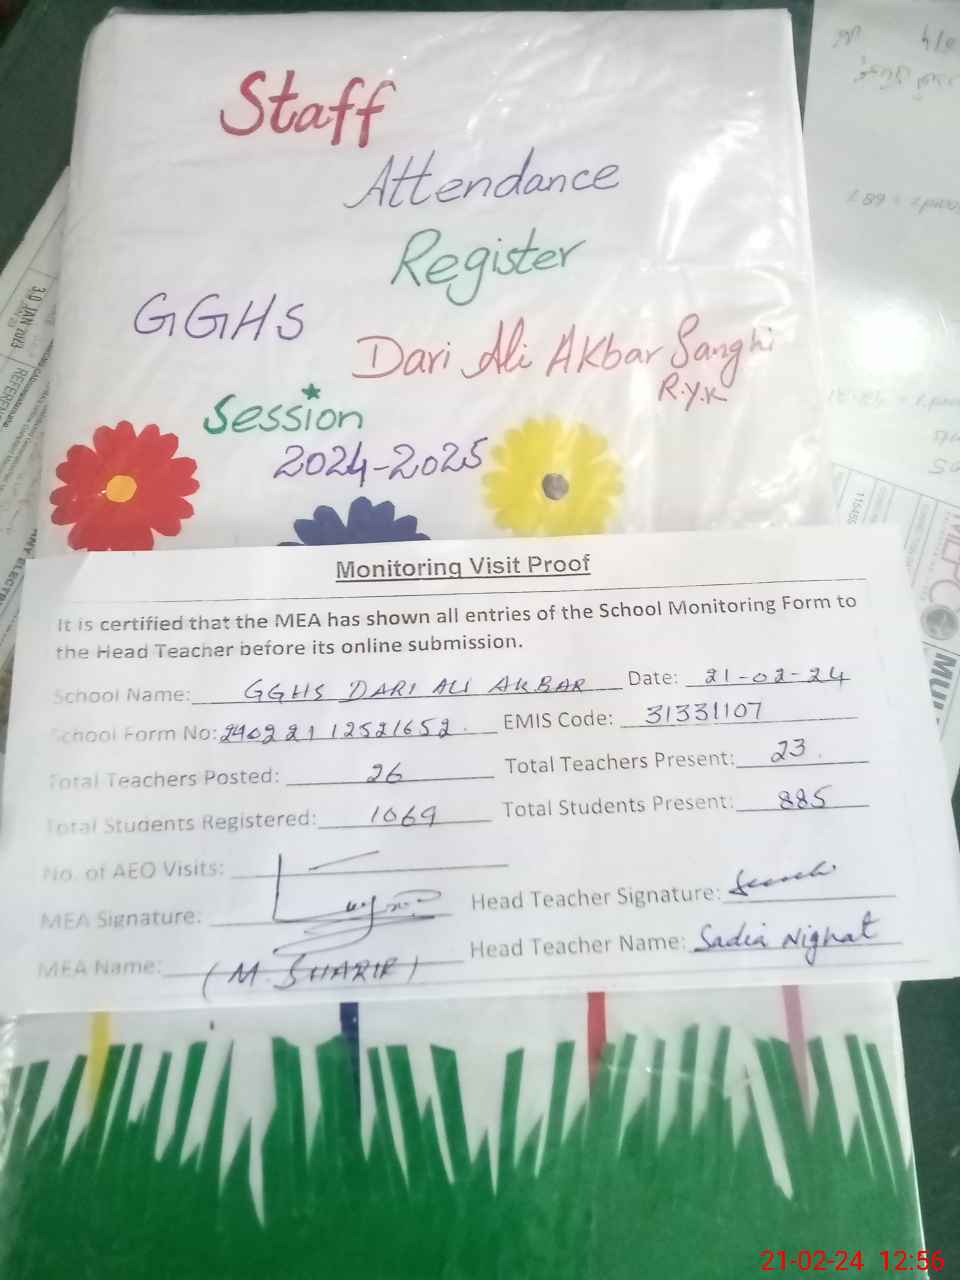 Staff
Attendance
Register
GGHS
Dari Ali Akbar Sanghi
R.Y.K
Session
2024-2025
Monitoring Visit Proof
It is certified that the MEA has shown all entries of the School Monitoring Form to
the Head Teacher before its online submission.
School Name: GGHS DARI ALI AKBAR Date: 21-02-24
School Form No: EMIS Code: 31331107
Total Teachers Posted: 26 Total Teachers Present: 23
Total Students Registered: 1069 Total Students Present: 885
No. of AEO Visits:
MEA Signature: Head Teacher Signature:
MEA Name: (M. ) Head Teacher Name: Sadia Nighat
30 JAN 2023
MEPCO
21-02-24 12:56